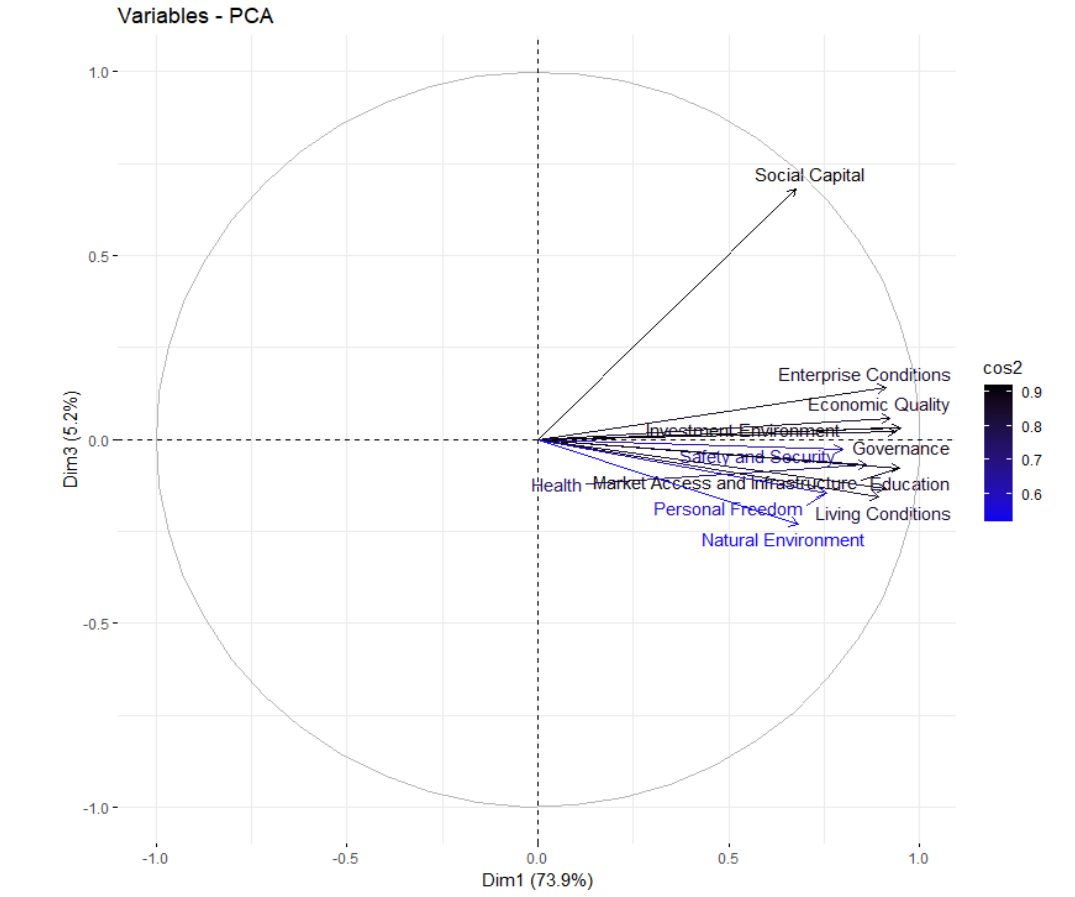 Variables - PCA
1.0
0.5
0.0
-0.5
-1.0
Dim3 (5.2%)
Social Capital
Enterprise Conditions
Economic Quality
Investment Environment
Governance
Safety and Security
Health
Market Access and Infrastructure
Education
Personal Freedom
Living Conditions
Natural Environment
-1.0
-0.5
0.0
0.5
1.0
Dim1 (73.9%)
cos2
0.9
0.8
0.7
0.6